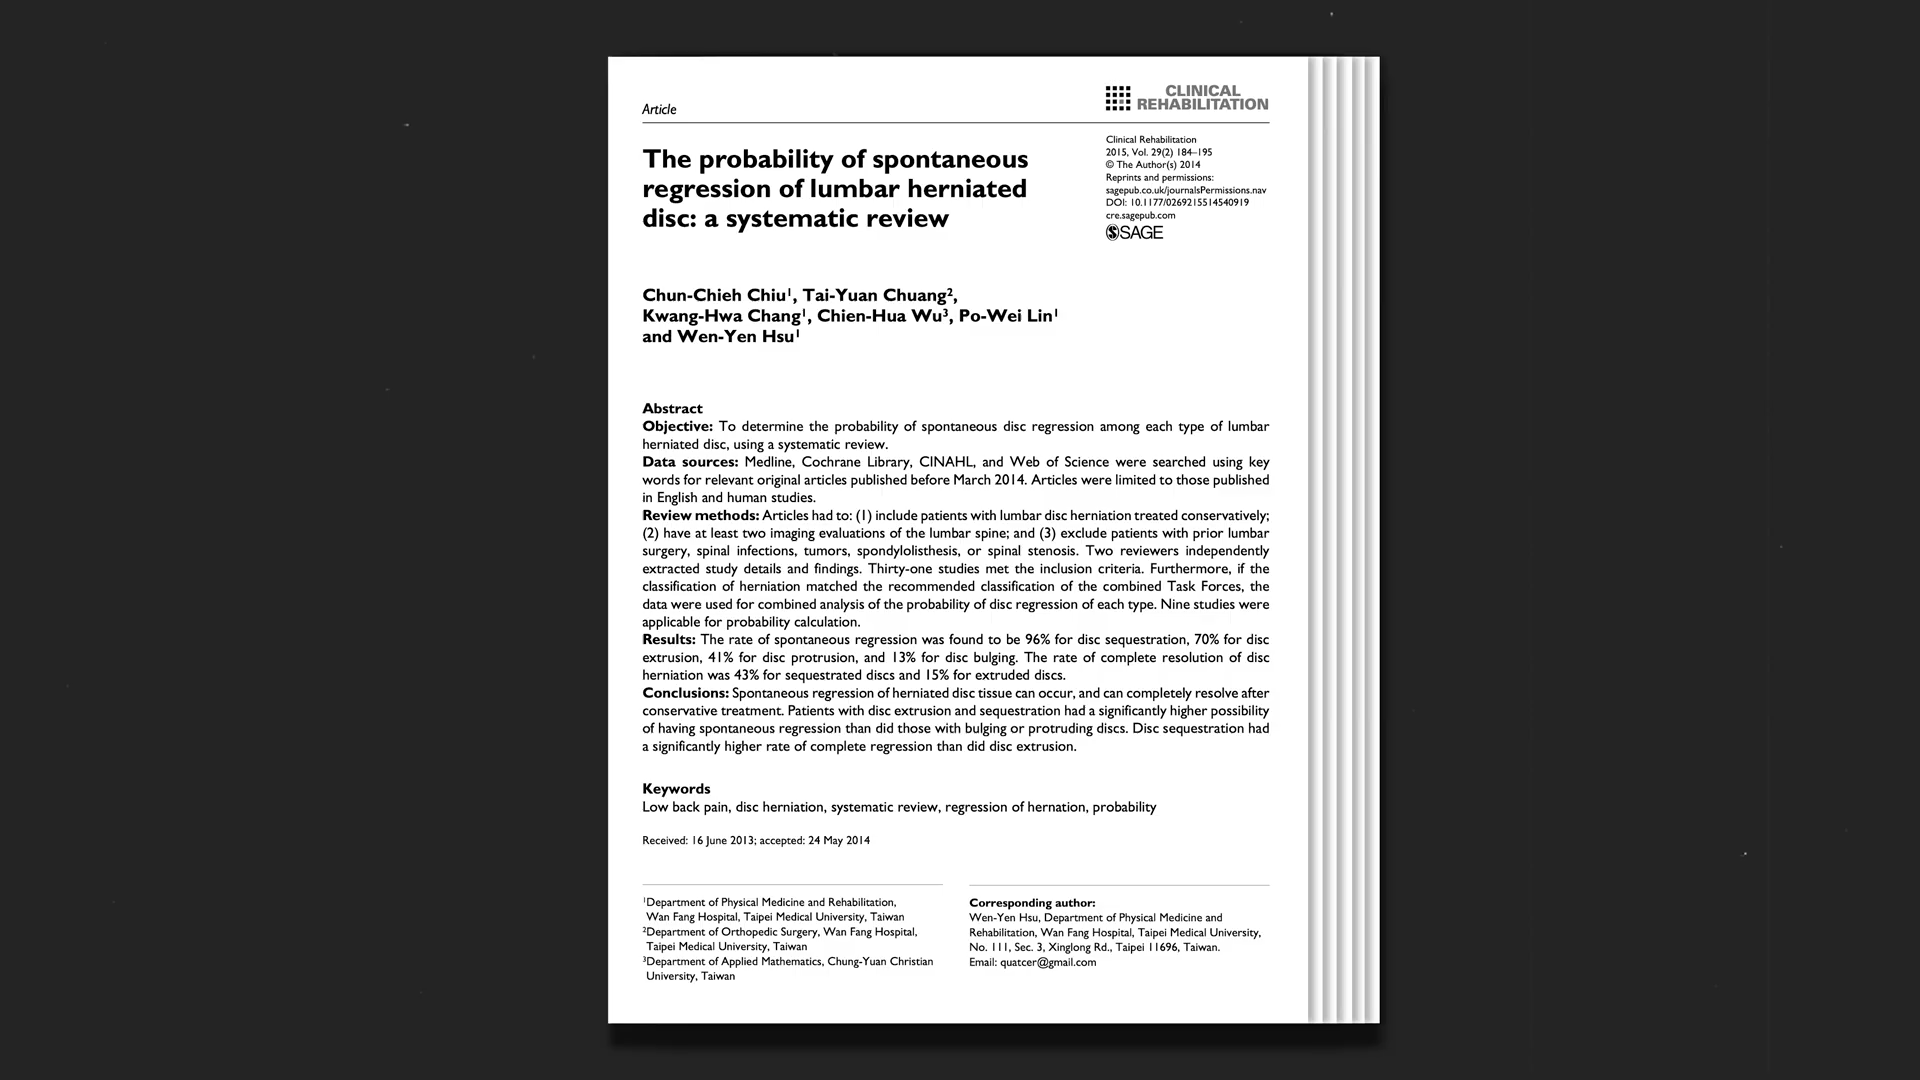 Article
CLINICAL
REHABILITATION
The probability of spontaneous
regression of lumbar herniated
disc: a systematic review
Clinical Rehabilitation
2015, Vol. 29(2) 184–195
© The Author(s) 2014
Reprints and permissions:
sagepub.co.uk/journalsPermissions.nav
DOI: 10.1177/0269215514540919
cre.sagepub.com
SAGE
Chun-Chieh Chiu¹, Tai-Yuan Chuang²,
Kwang-Hwa Chang¹, Chien-Hua Wu³, Po-Wei Lin¹
and Wen-Yen Hsu¹
Abstract
Objective: To determine the probability of spontaneous disc regression among each type of lumbar
herniated disc, using a systematic review.
Data sources: Medline, Cochrane Library, CINAHL, and Web of Science were searched using key
words for relevant original articles published before March 2014. Articles were limited to those published
in English and human studies.
Review methods: Articles had to: (1) include patients with lumbar disc herniation treated conservatively;
(2) have at least two imaging evaluations of the lumbar spine; and (3) exclude patients with prior lumbar
surgery, spinal infections, tumors, spondylolisthesis, or spinal stenosis. Two reviewers independently
extracted study details and findings. Thirty-one studies met the inclusion criteria. Furthermore, if the
classification of herniation matched the recommended classification of the combined Task Forces, the
data were used for combined analysis of the probability of disc regression of each type. Nine studies were
applicable for probability calculation.
Results: The rate of spontaneous regression was found to be 96% for disc sequestration, 70% for disc
extrusion, 41% for disc protrusion, and 13% for disc bulging. The rate of complete resolution of disc
herniation was 43% for sequestrated discs and 15% for extruded discs.
Conclusions: Spontaneous regression of herniated disc tissue can occur, and can completely resolve after
conservative treatment. Patients with disc extrusion and sequestration had a significantly higher possibility
of having spontaneous regression than did those with bulging or protruding discs. Disc sequestration had
a significantly higher rate of complete regression than did disc extrusion.
Keywords
Low back pain, disc herniation, systematic review, regression of hernation, probability
Received: 16 June 2013; accepted: 24 May 2014
¹Department of Physical Medicine and Rehabilitation,
Wan Fang Hospital, Taipei Medical University, Taiwan
²Department of Orthopedic Surgery, Wan Fang Hospital,
Taipei Medical University, Taiwan
³Department of Applied Mathematics, Chung-Yuan Christian
University, Taiwan
Corresponding author:
Wen-Yen Hsu, Department of Physical Medicine and
Rehabilitation, Wan Fang Hospital, Taipei Medical University,
No. 111, Sec. 3, Xinglong Rd., Taipei 11696, Taiwan.
Email: quatcer@gmail.com